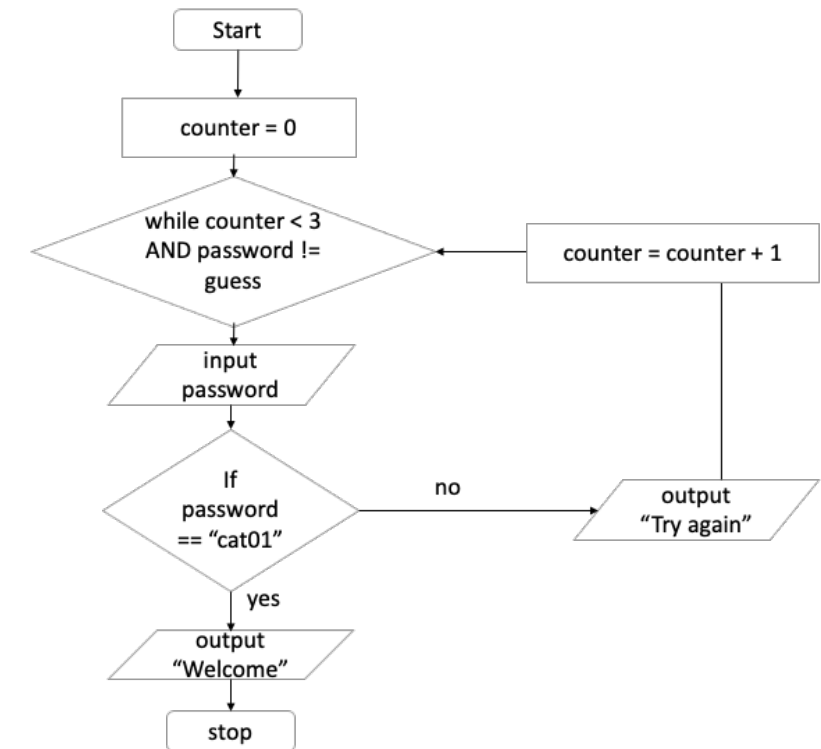 Start
counter = 0
while counter < 3
AND password !=
guess
counter = counter + 1
input
password
If
password
== “cat01”
no
output
“Try again”
yes
output
“Welcome”
stop